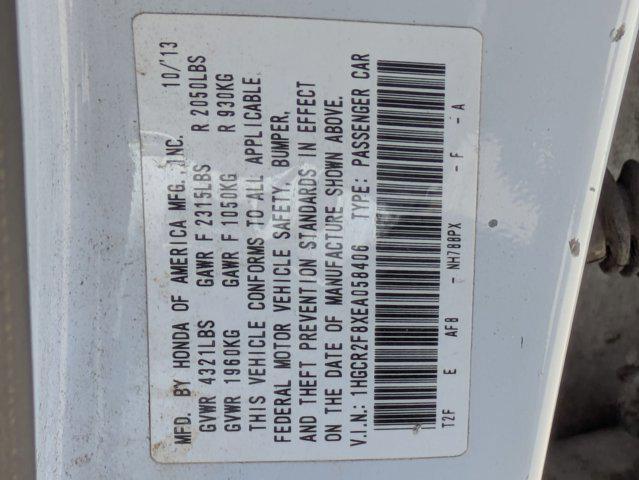 MFD. BY HONDA OF AMERICA MFG.,INC. 10/'13
GVWR 4321LBS GAWR F 2315LBS R 2050LBS
GVWR 1960KG GAWR F 1050KG R 930KG
THIS VEHICLE CONFORMS TO ALL APPLICABLE
FEDERAL MOTOR VEHICLE SAFETY, BUMPER,
AND THEFT PREVENTION STANDARDS IN EFFECT
ON THE DATE OF MANUFACTURE SHOWN ABOVE.
V.I.N.: 1HGCR2F8XEA058406 TYPE: PASSENGER CAR
T2F E AF8 - NH788PX - F - A